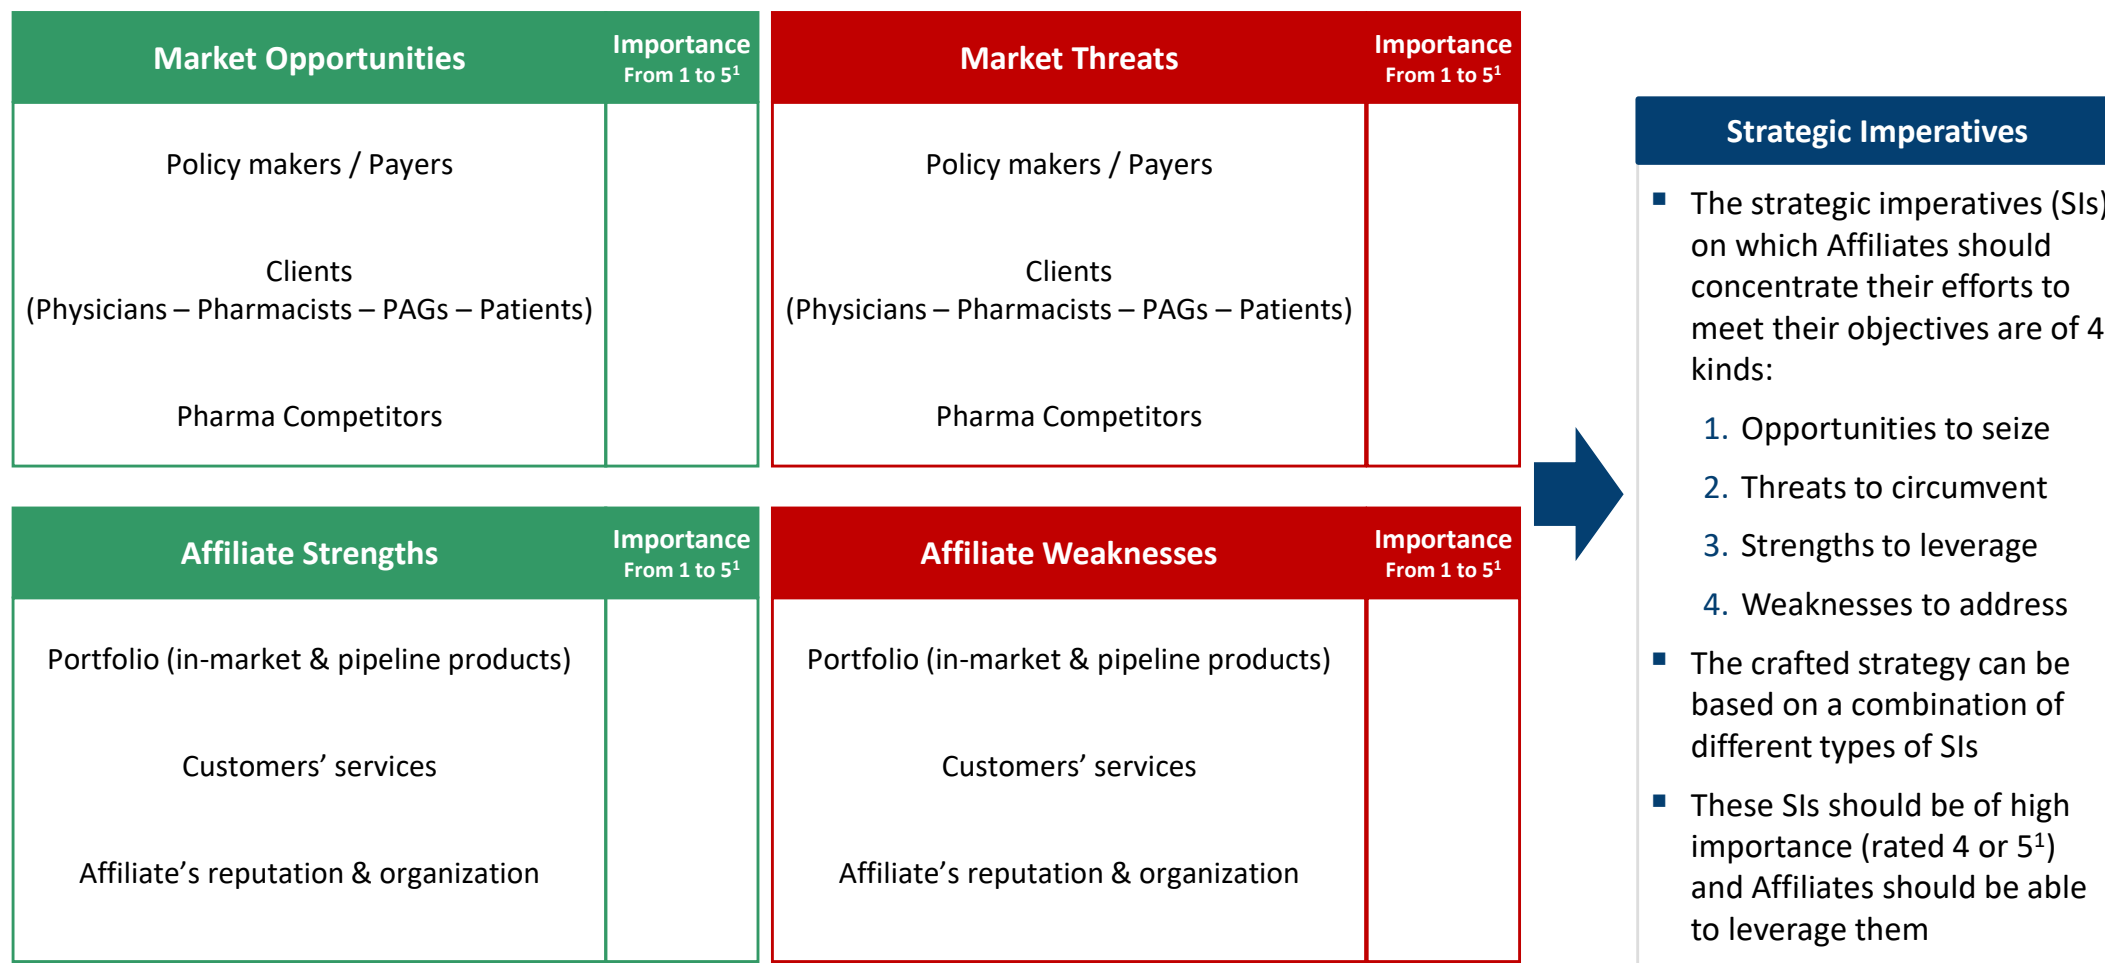 Market Opportunities
Importance
From 1 to 5¹
Policy makers / Payers
Clients
(Physicians – Pharmacists – PAGs – Patients)
Pharma Competitors
Market Threats
Importance
From 1 to 5¹
Policy makers / Payers
Clients
(Physicians – Pharmacists – PAGs – Patients)
Pharma Competitors
Affiliate Strengths
Importance
From 1 to 5¹
Portfolio (in-market & pipeline products)
Customers’ services
Affiliate’s reputation & organization
Affiliate Weaknesses
Importance
From 1 to 5¹
Portfolio (in-market & pipeline products)
Customers’ services
Affiliate’s reputation & organization
Strategic Imperatives
▪ The strategic imperatives (SIs)
on which Affiliates should
concentrate their efforts to
meet their objectives are of 4
kinds:
1. Opportunities to seize
2. Threats to circumvent
3. Strengths to leverage
4. Weaknesses to address
▪ The crafted strategy can be
based on a combination of
different types of SIs
▪ These SIs should be of high
importance (rated 4 or 5¹)
and Affiliates should be able
to leverage them